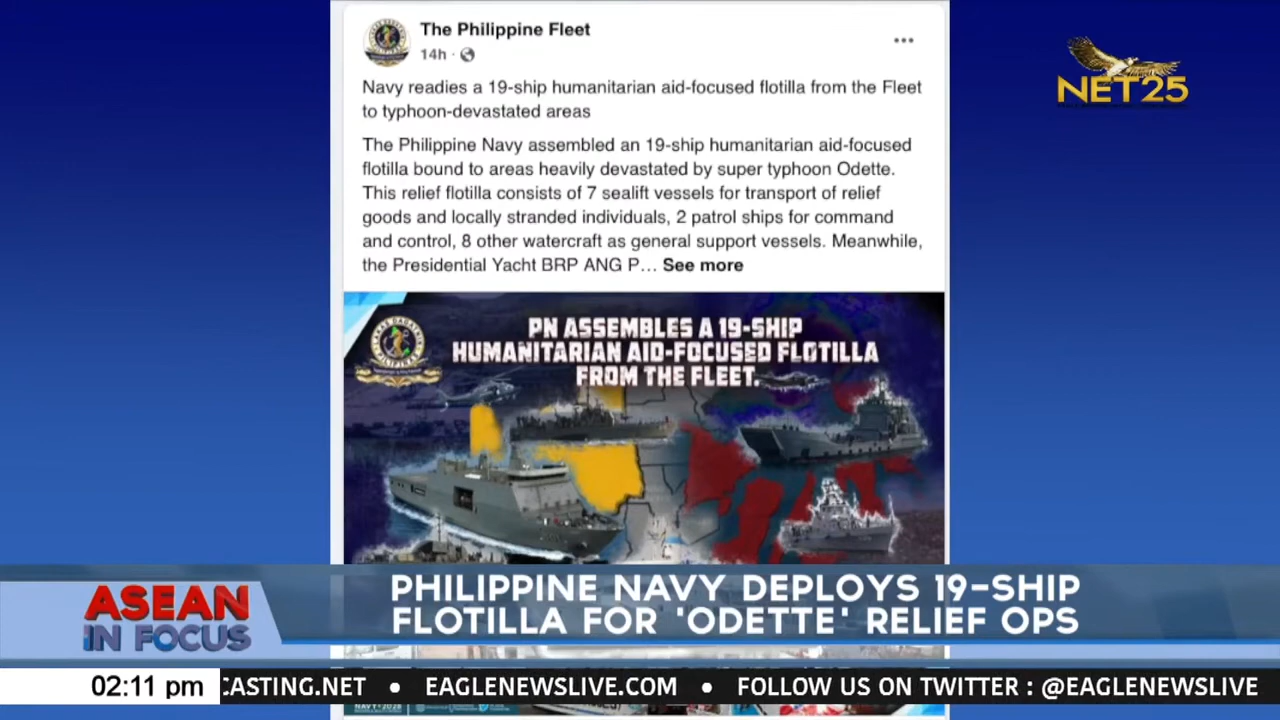 The Philippine Fleet
14h
Navy readies a 19-ship humanitarian aid-focused flotilla from the Fleet
to typhoon-devastated areas
The Philippine Navy assembled an 19-ship humanitarian aid-focused
flotilla bound to areas heavily devastated by super typhoon Odette.
This relief flotilla consists of 7 sealift vessels for transport of relief
goods and locally stranded individuals, 2 patrol ships for command
and control, 8 other watercraft as general support vessels. Meanwhile,
the Presidential Yacht BRP ANG P... See more
NET25
PN ASSEMBLES A 19-SHIP
HUMANITARIAN AID-FOCUSED FLOTILLA
FROM THE FLEET.
ASEAN
IN FOCUS
PHILIPPINE NAVY DEPLOYS 19-SHIP
FLOTILLA FOR 'ODETTE' RELIEF OPS
02:11 pm
CASTING.NET • EAGLENEWSLIVE.COM • FOLLOW US ON TWITTER : @EAGLENEWSLIVE